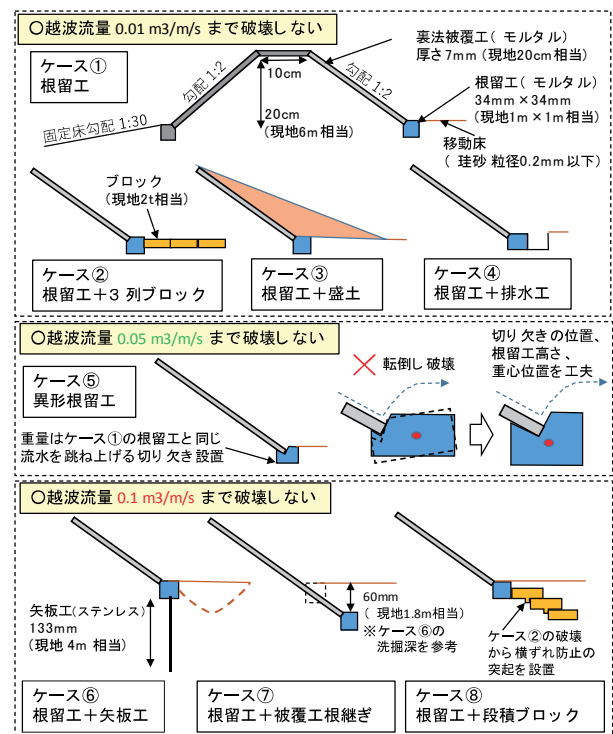 〇越波流量 0.01 m3/m/s まで破壊しない
ケース①
根留工
勾配 1:2
10cm
勾配 1:2
20cm
(現地6m相当)
固定床勾配 1:30
裏法被覆工(モルタル)
厚さ7mm(現地20cm相当)
根留工(モルタル)
34mm×34mm
(現地1m×1m相当)
移動床
(珪砂 粒径0.2mm以下)
ブロック
(現地2t相当)
ケース②
根留工+3 列ブロック
ケース③
根留工+盛土
ケース④
根留工+排水工
〇越波流量 0.05 m3/m/s まで破壊しない
ケース⑤
異形根留工
重量はケース①の根留工と同じ
流水を跳ね上げる切り欠き設置
転倒し破壊
切り欠きの位置、
根留工高さ、
重心位置を工夫
〇越波流量 0.1 m3/m/s まで破壊しない
矢板工(ステンレス)
133mm
(現地 4m 相当)
60mm
(現地1.8m相当)
※ケース⑥の
洗掘深を参考
ケース②の破壊
から横ずれ防止の
突起を設置
ケース⑥
根留工+矢板工
ケース⑦
根留工+被覆工根継ぎ
ケース⑧
根留工+段積ブロック